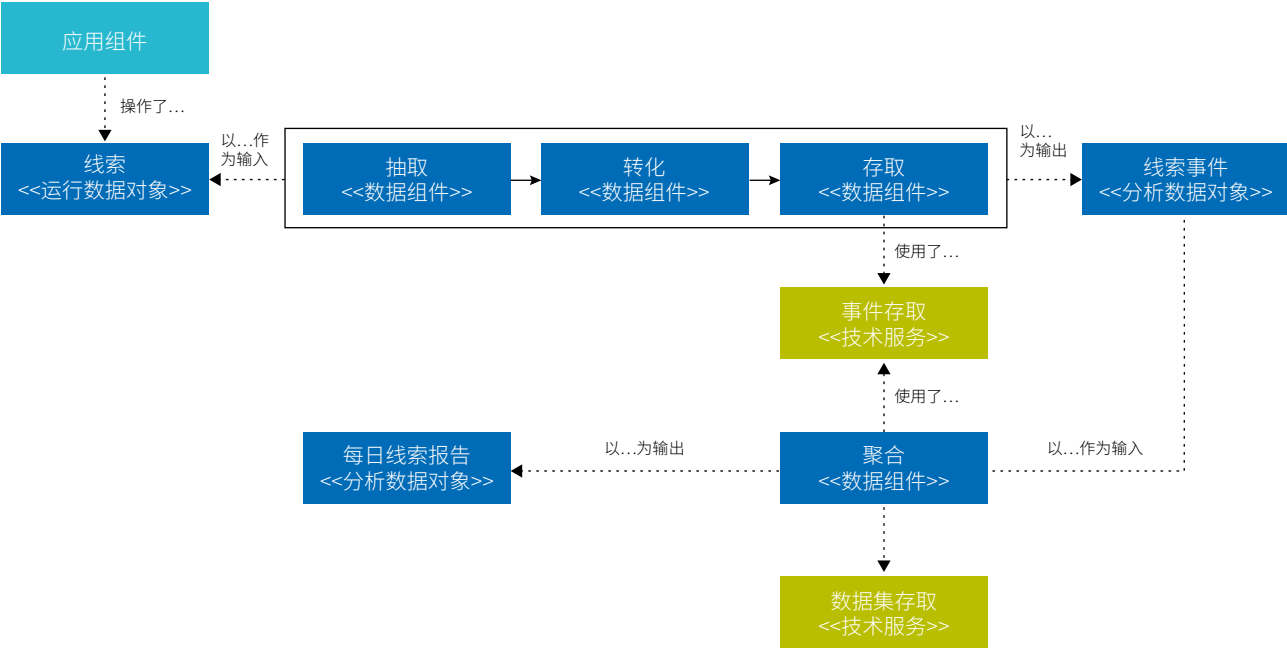 应用组件
操作了...
线索
<<运行数据对象>>
以...作
为输入
抽取
<<数据组件>>
转化
<<数据组件>>
存取
<<数据组件>>
以...
为输出
线索事件
<<分析数据对象>>
使用了...
事件存取
<<技术服务>>
使用了...
每日线索报告
<<分析数据对象>>
以...为输出
聚合
<<数据组件>>
以...作为输入
数据集存取
<<技术服务>>